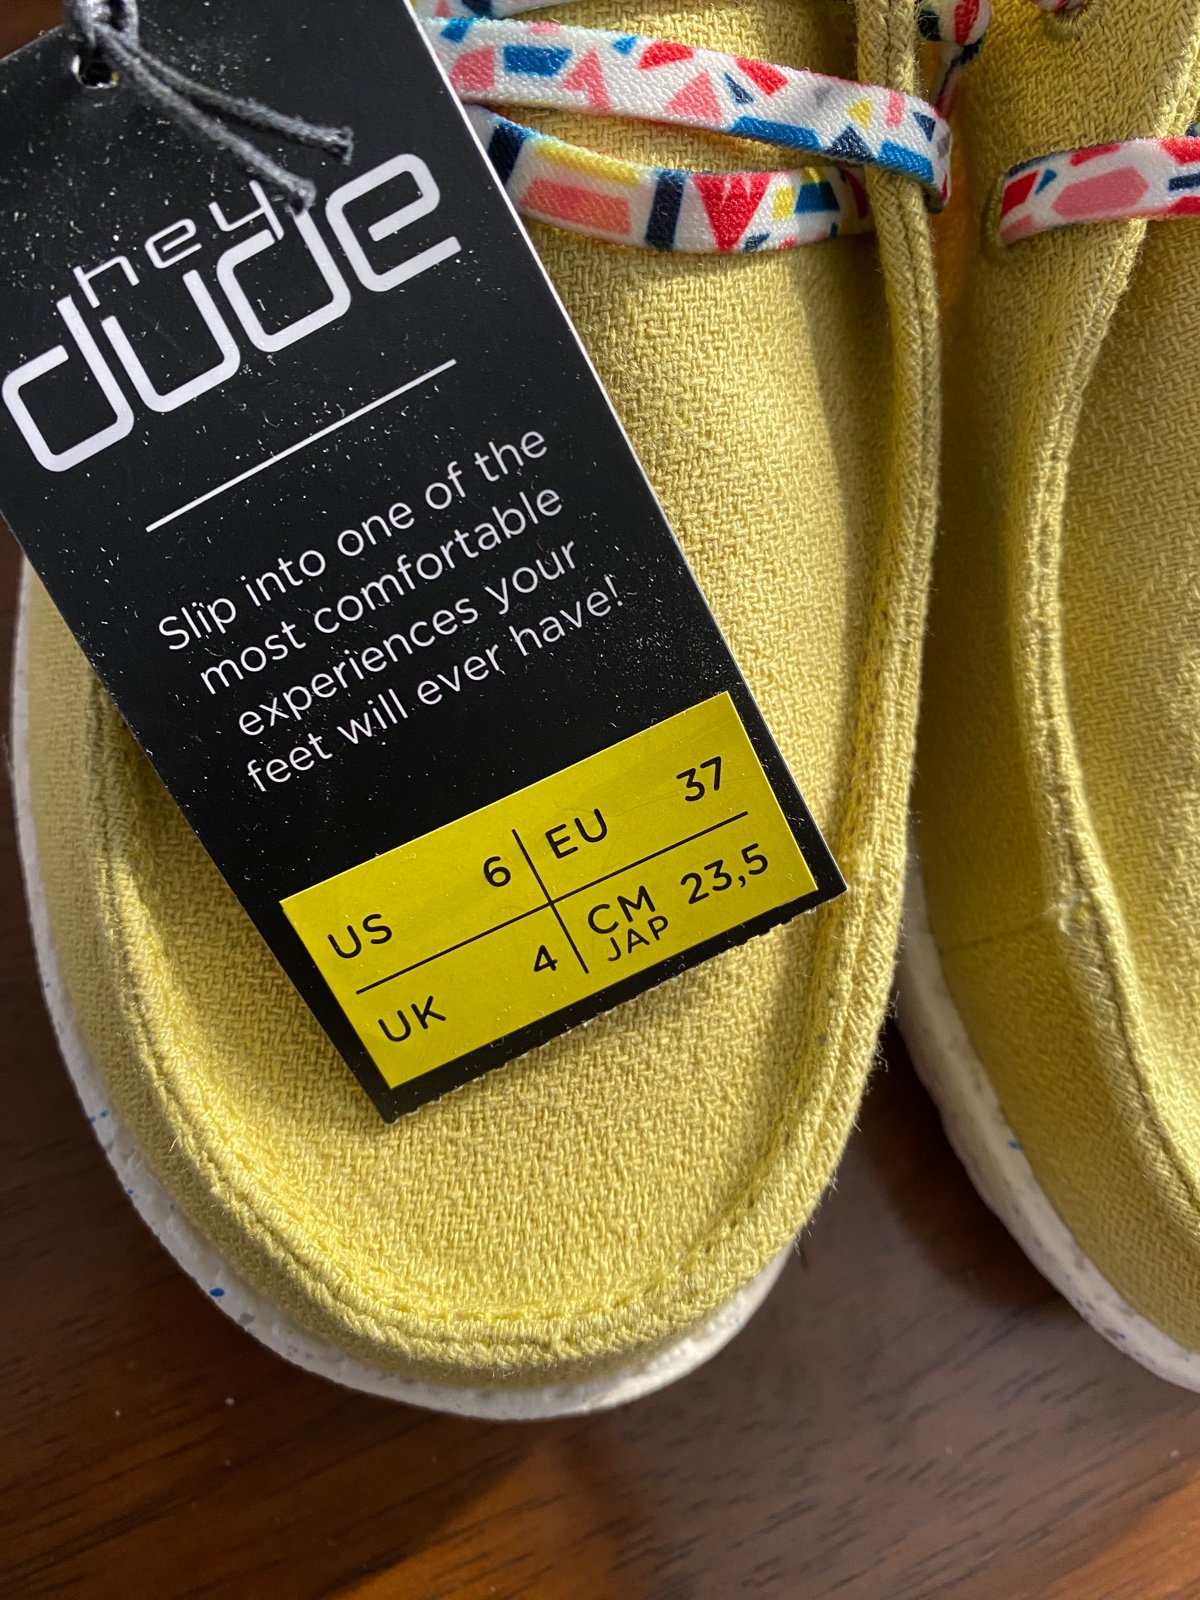 hey
dude
Slip into one of the
most comfortable
experiences your
feet will ever have!
US 6 EU 37
UK 4 CM JAP 23,5